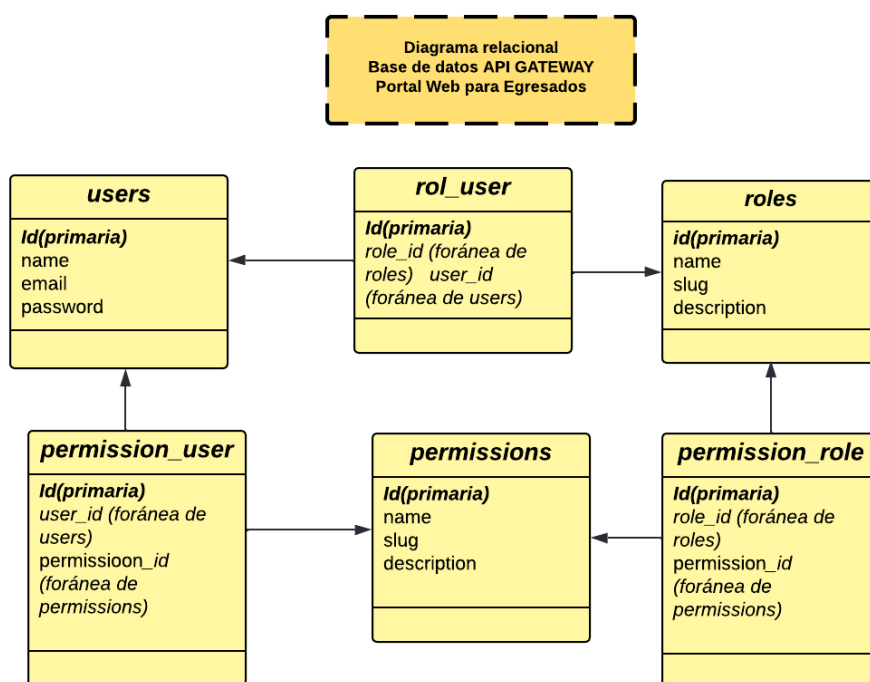 Diagrama relacional
Base de datos API GATEWAY
Portal Web para Egresados
users
Id(primaria)
name
email
password
rol_user
Id(primaria)
role_id (foránea de
roles) user_id
(foránea de users)
roles
id(primaria)
name
slug
description
permission_user
Id(primaria)
user_id (foránea de
users)
permissioon_id
(foránea de
permissions)
permissions
Id(primaria)
name
slug
description
permission_role
Id(primaria)
role_id (foránea de
roles)
permission_id
(foránea de
permissions)